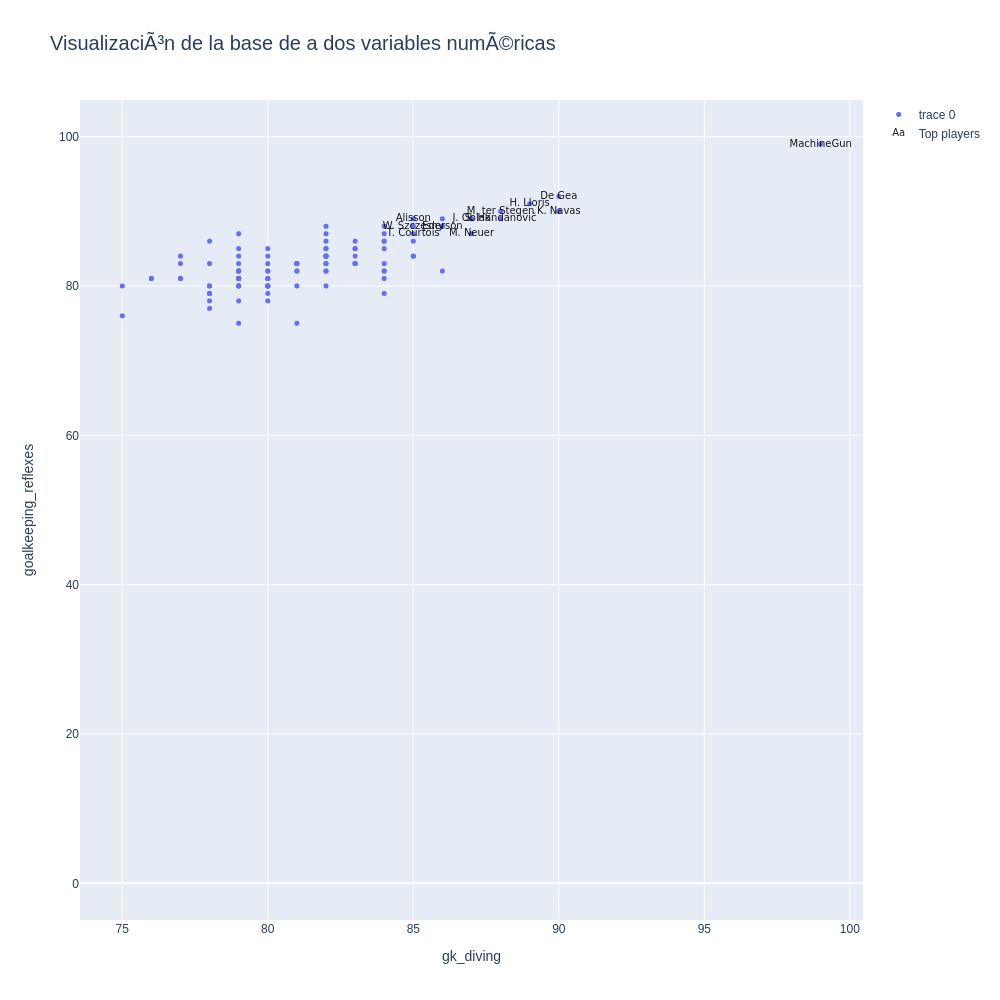 VisualizaciÃ³n de la base de a dos variables numÃ©ricas
trace 0
Aa Top players
100
80
60
40
20
0
goalkeeping_reflexes
MachineGun
De Gea
H. Lloris
M. ter Stegen
K. Navas
Alisson
J. Oblak
S. Handanovic
W. Szczesny
Ederson
T. Courtois
M. Neuer
75
80
85
90
95
100
gk_diving